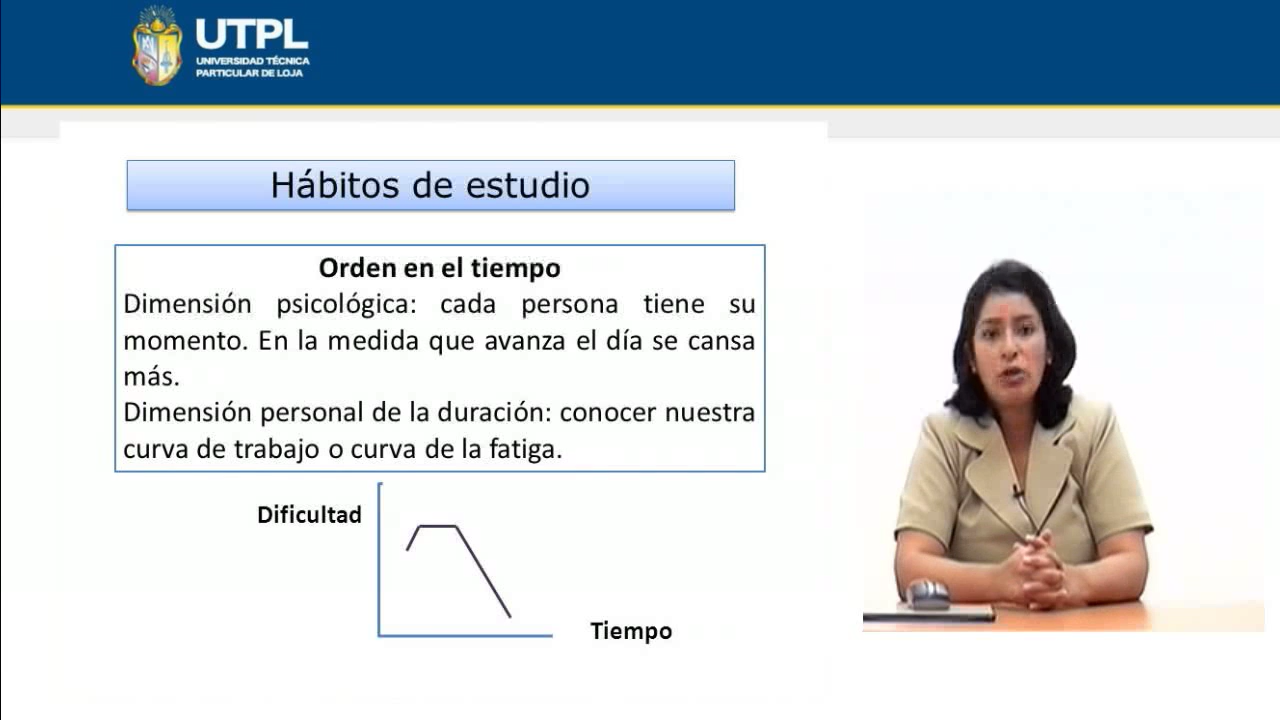 UTPL
UNIVERSIDAD TÉCNICA
PARTICULAR DE LOJA
Hábitos de estudio
Orden en el tiempo
Dimensión psicológica: cada persona tiene su
momento. En la medida que avanza el día se cansa
más.
Dimensión personal de la duración: conocer nuestra
curva de trabajo o curva de la fatiga.
Dificultad
Tiempo